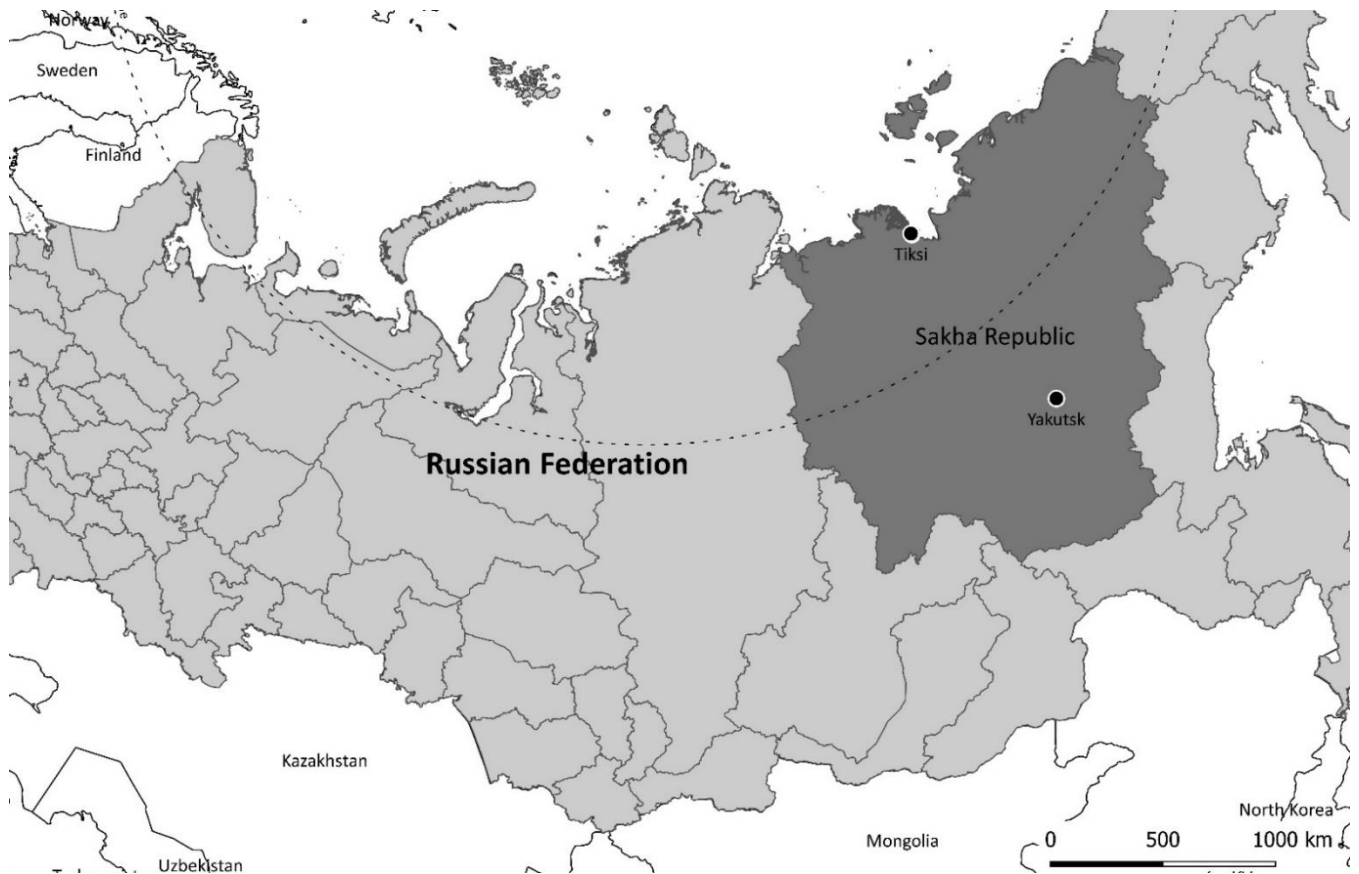 Norway
Sweden
Finland
Tiksi
Sakha Republic
Yakutsk
Russian Federation
Kazakhstan
North Korea
Mongolia
0 500 1000 km
Uzbekistan